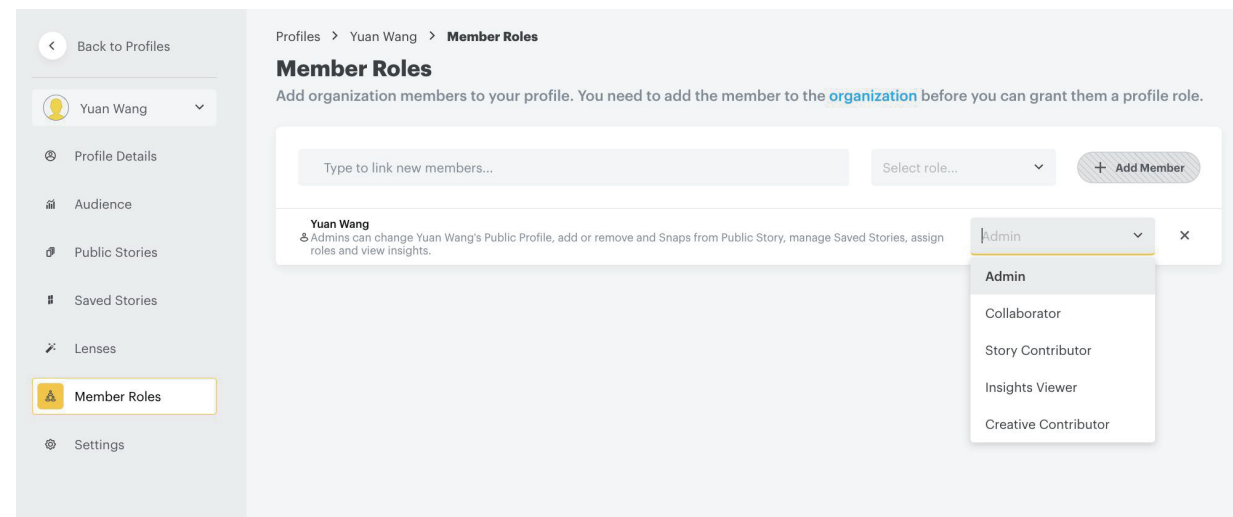 Back to Profiles
Yuan Wang
Profile Details
Audience
Public Stories
Saved Stories
Lenses
Member Roles
Settings
Profiles > Yuan Wang > Member Roles
Member Roles
Add organization members to your profile. You need to add the member to the organization before you can grant them a profile role.
Type to link new members...
Select role...
+ Add Member
Yuan Wang
Admins can change Yuan Wang's Public Profile, add or remove and Snaps from Public Story, manage Saved Stories, assign
roles and view insights.
Admin
Admin
Collaborator
Story Contributor
Insights Viewer
Creative Contributor